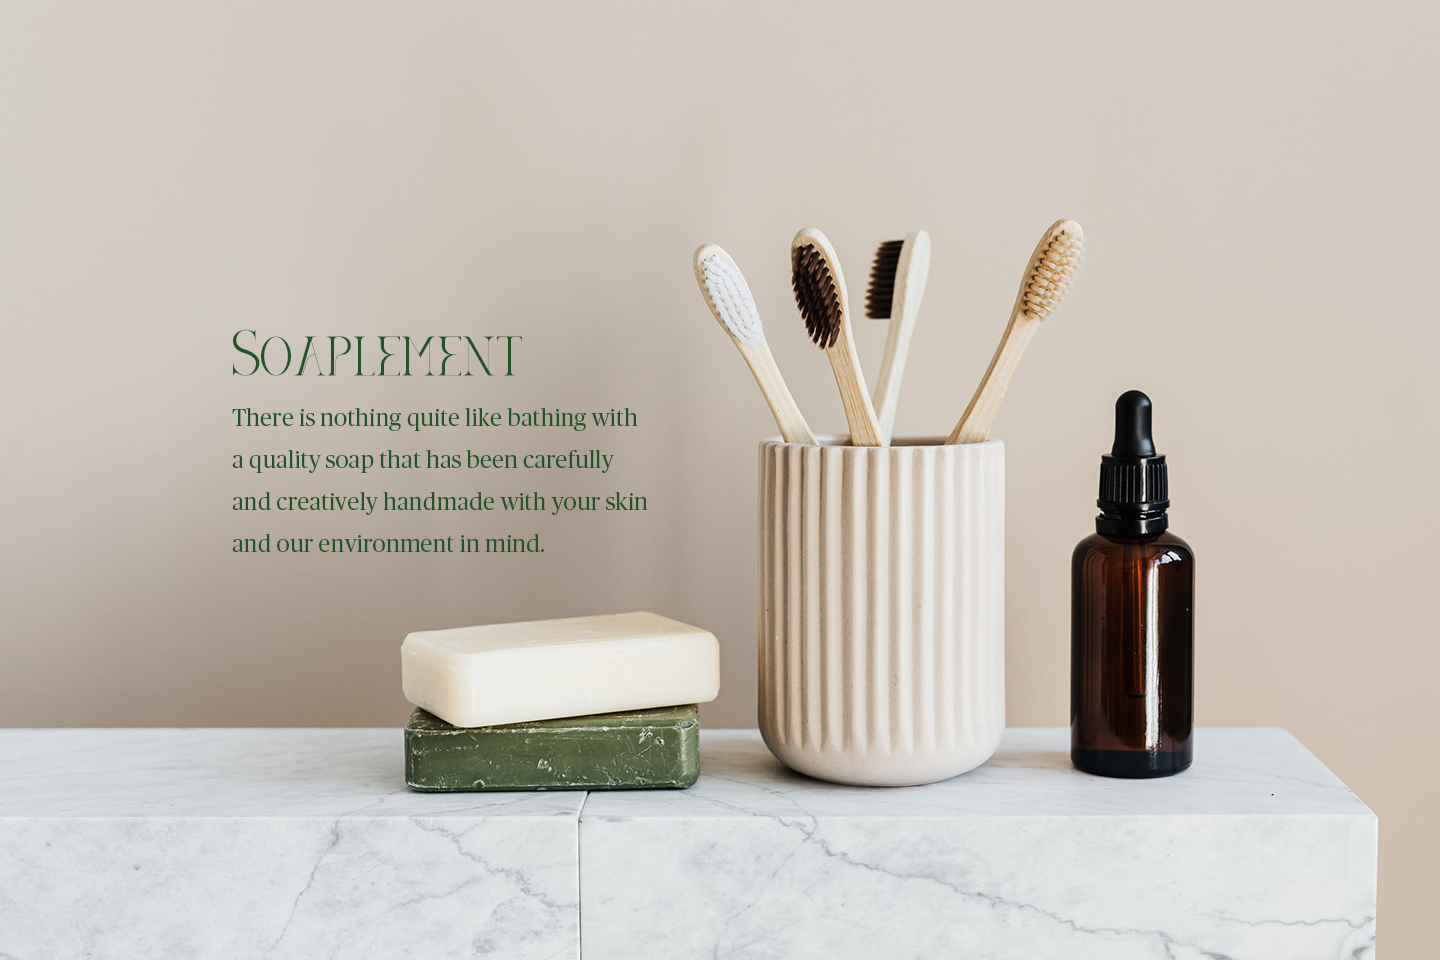 SOAPLEMENT
There is nothing quite like bathing with
a quality soap that has been carefully
and creatively handmade with your skin
and our environment in mind.